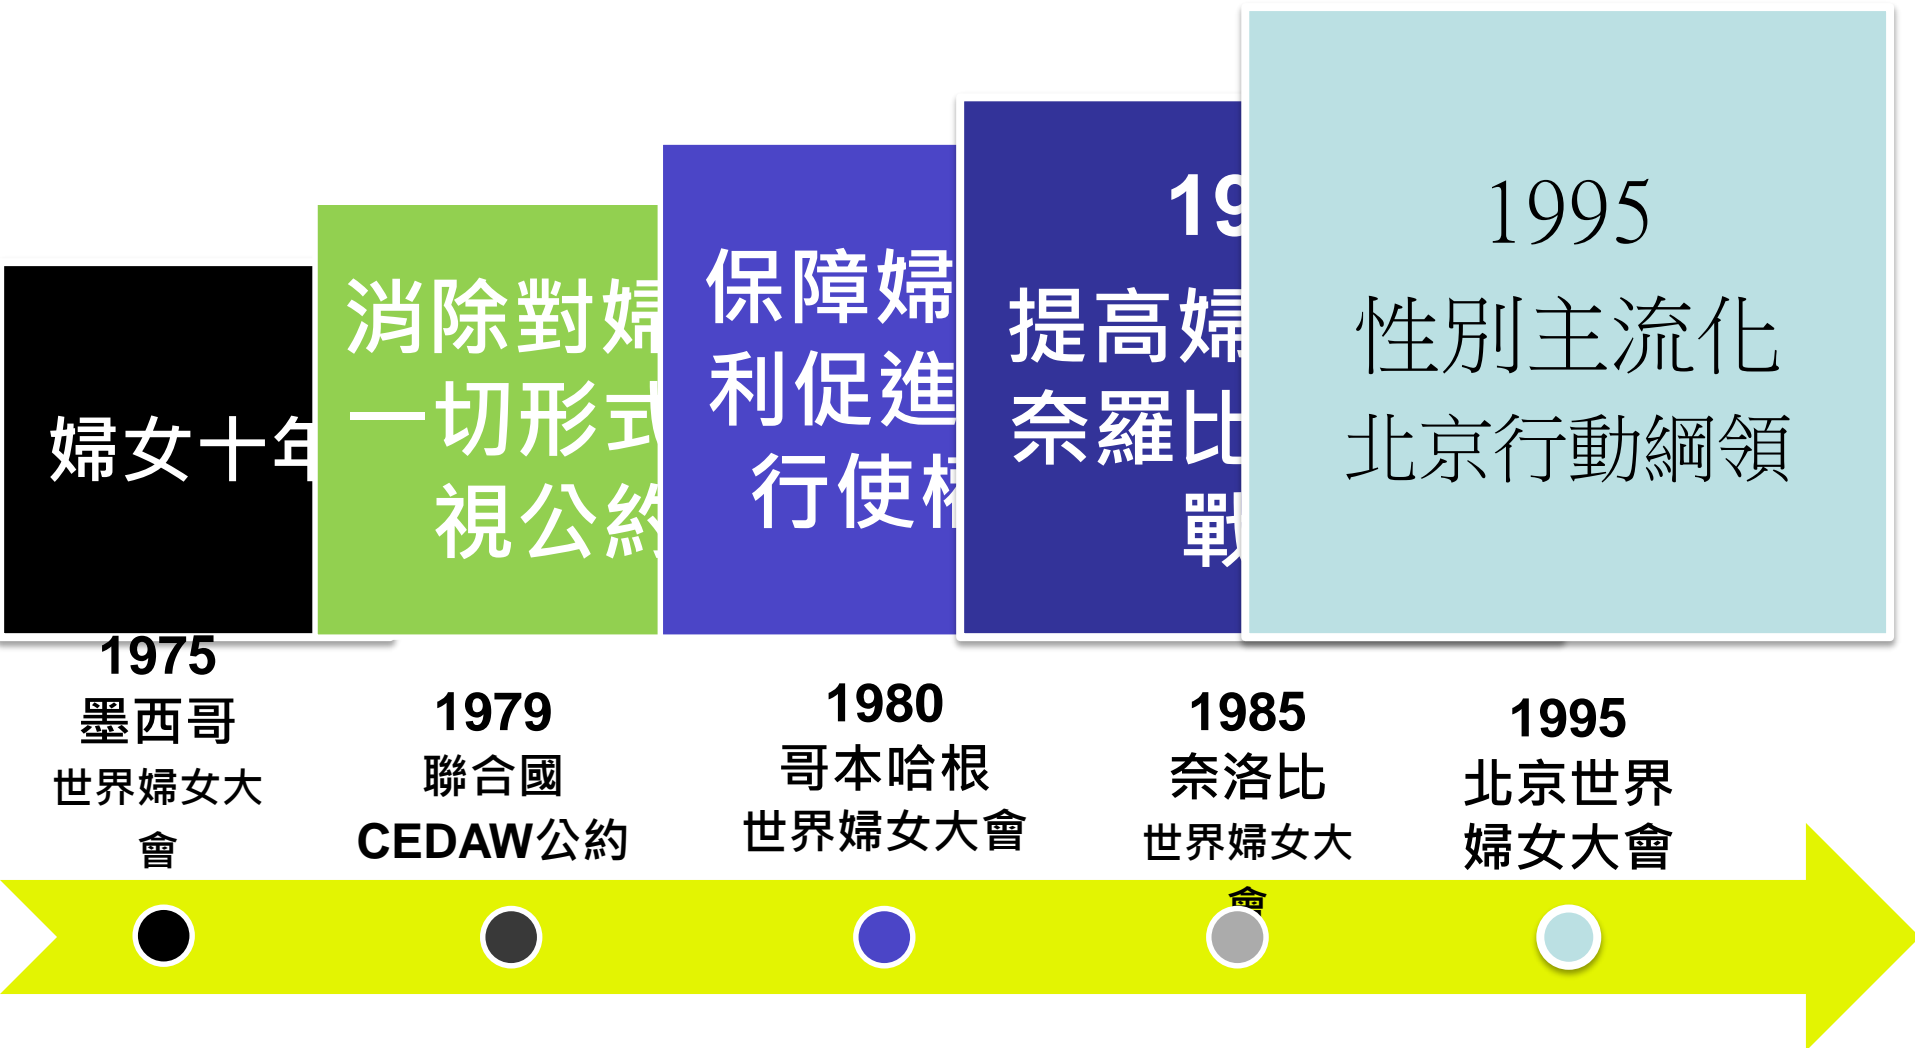 婦女十年
消除對婦
一切形式
視公約
保障婦
利促進
行使權
19
提高婦
奈羅比
戰
1995
性別主流化
北京行動綱領
1975
墨西哥
世界婦女大
會
1979
聯合國
CEDAW公約
1980
哥本哈根
世界婦女大會
1985
奈洛比
世界婦女大
會
1995
北京世界
婦女大會